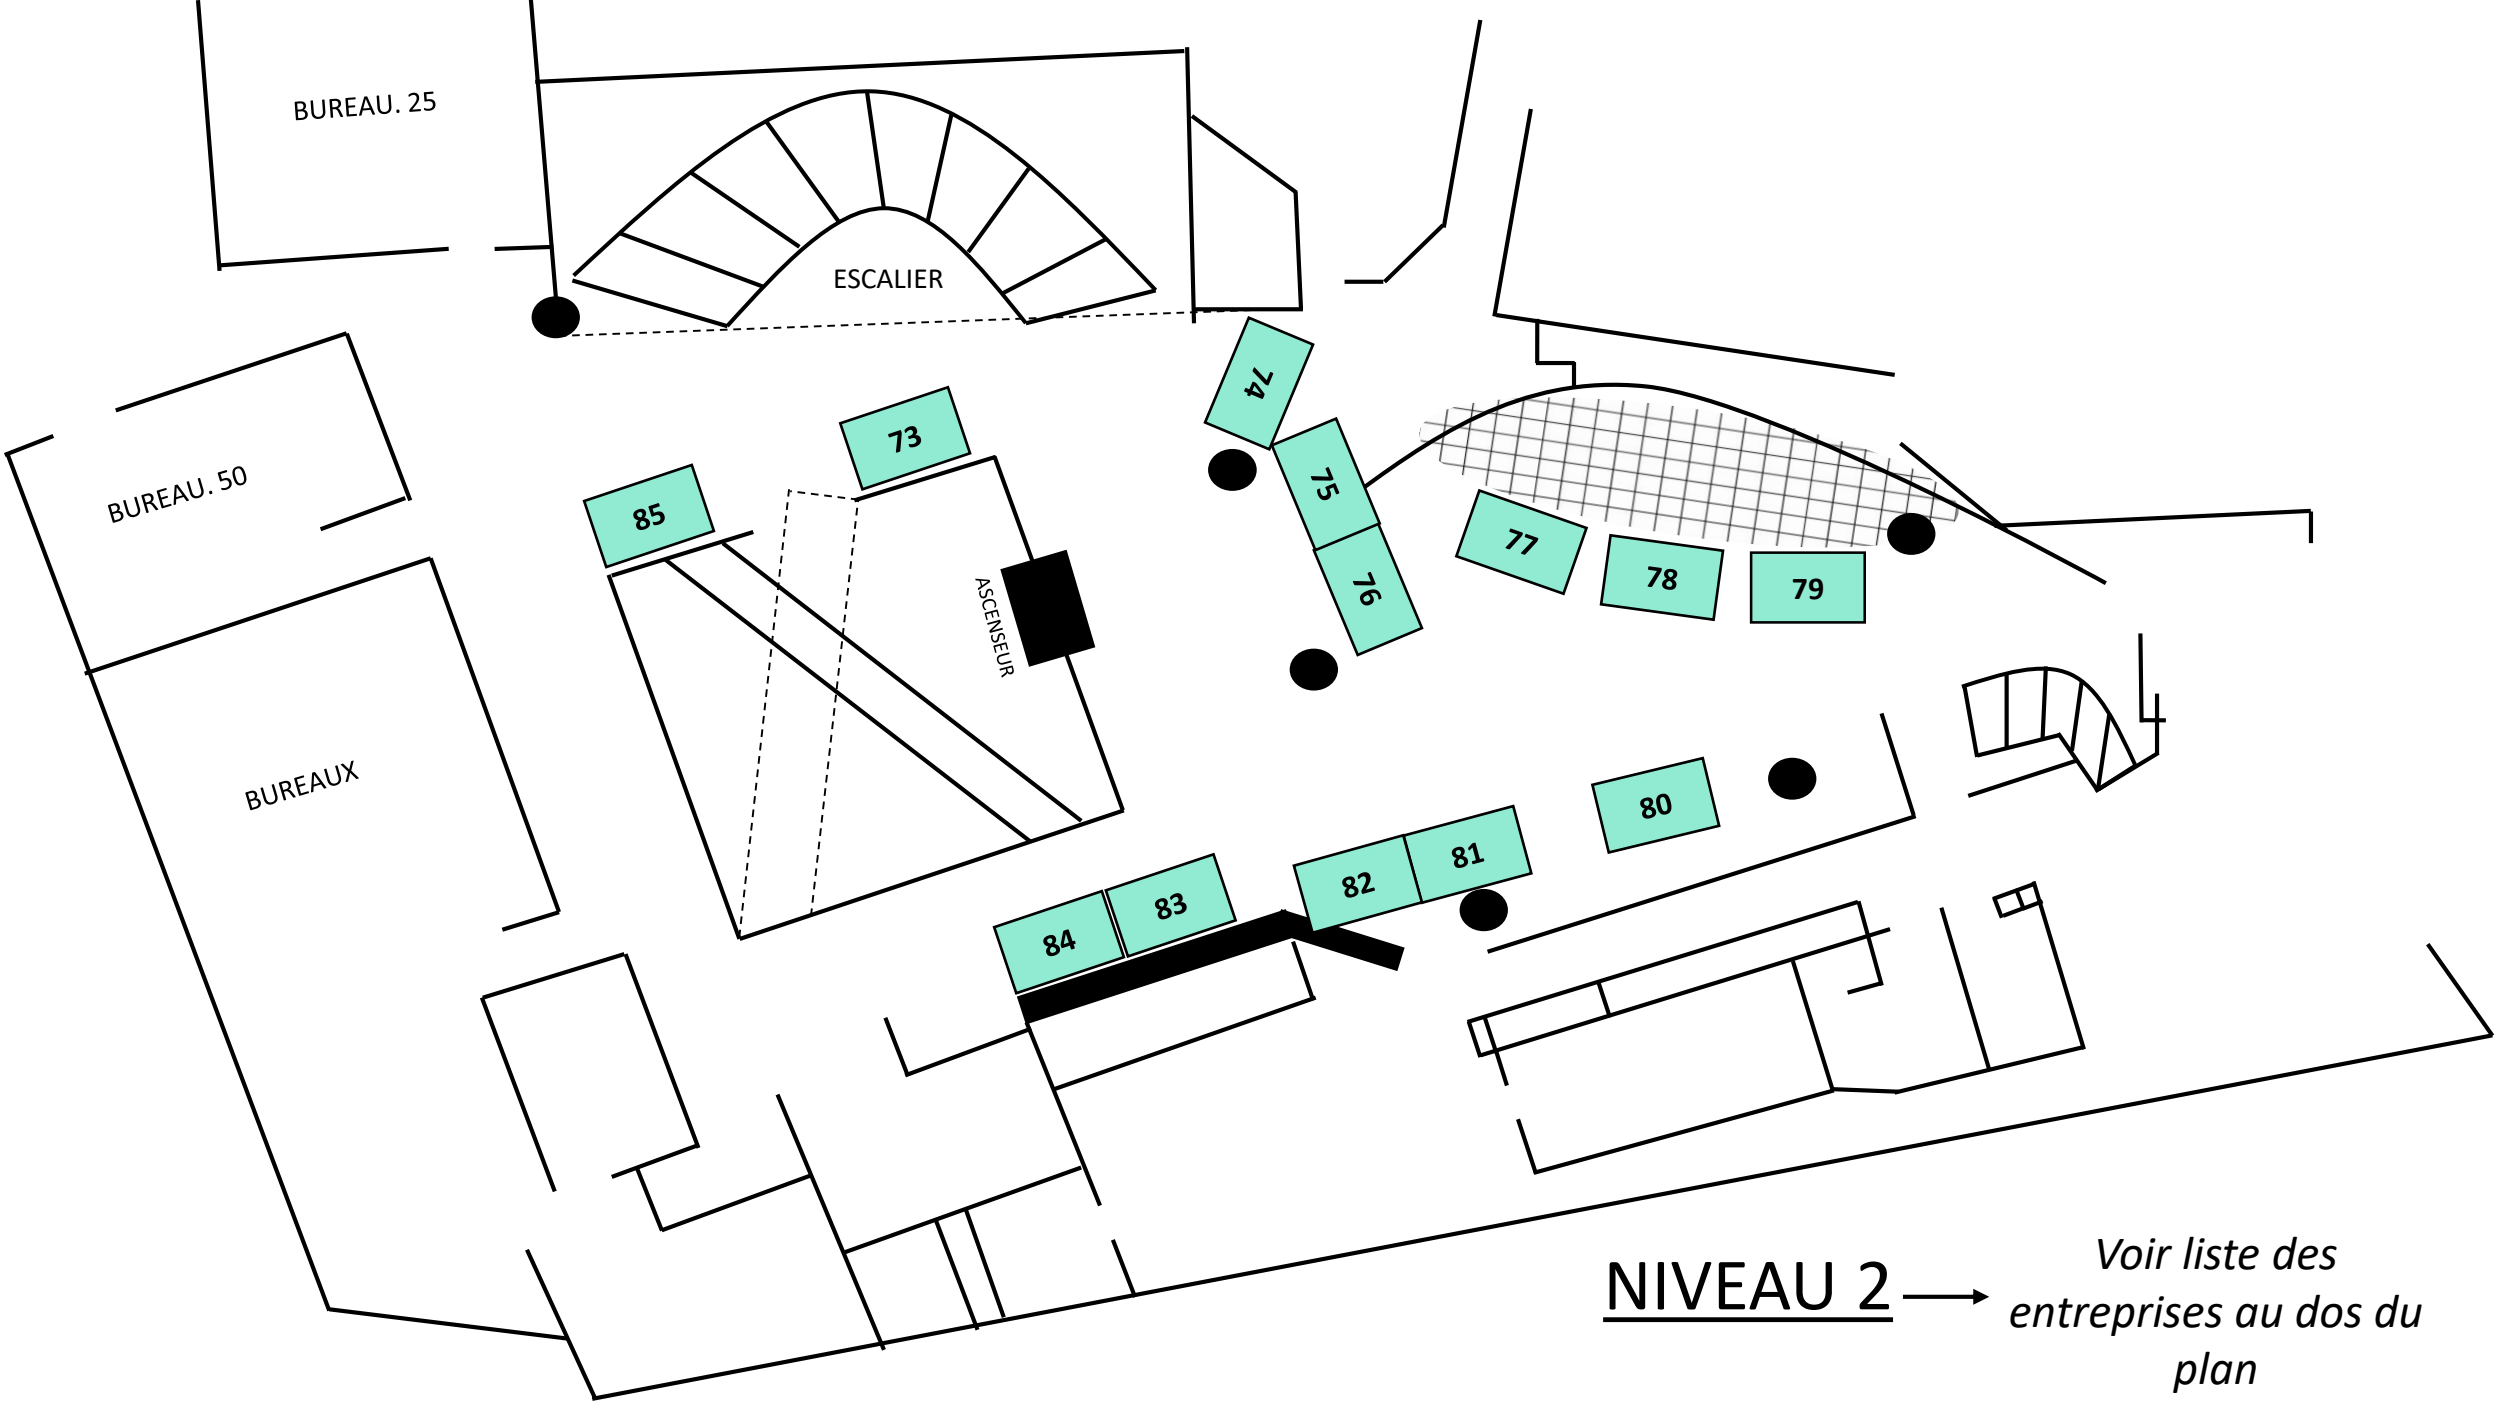 BUREAU. 25
ESCALIER
74
73
BUREAU. 50
85
75
77
78
79
76
ASCENSEUR
BUREAUX
80
81
82
83
84
NIVEAU 2
Voir liste des
entreprises au dos du
plan